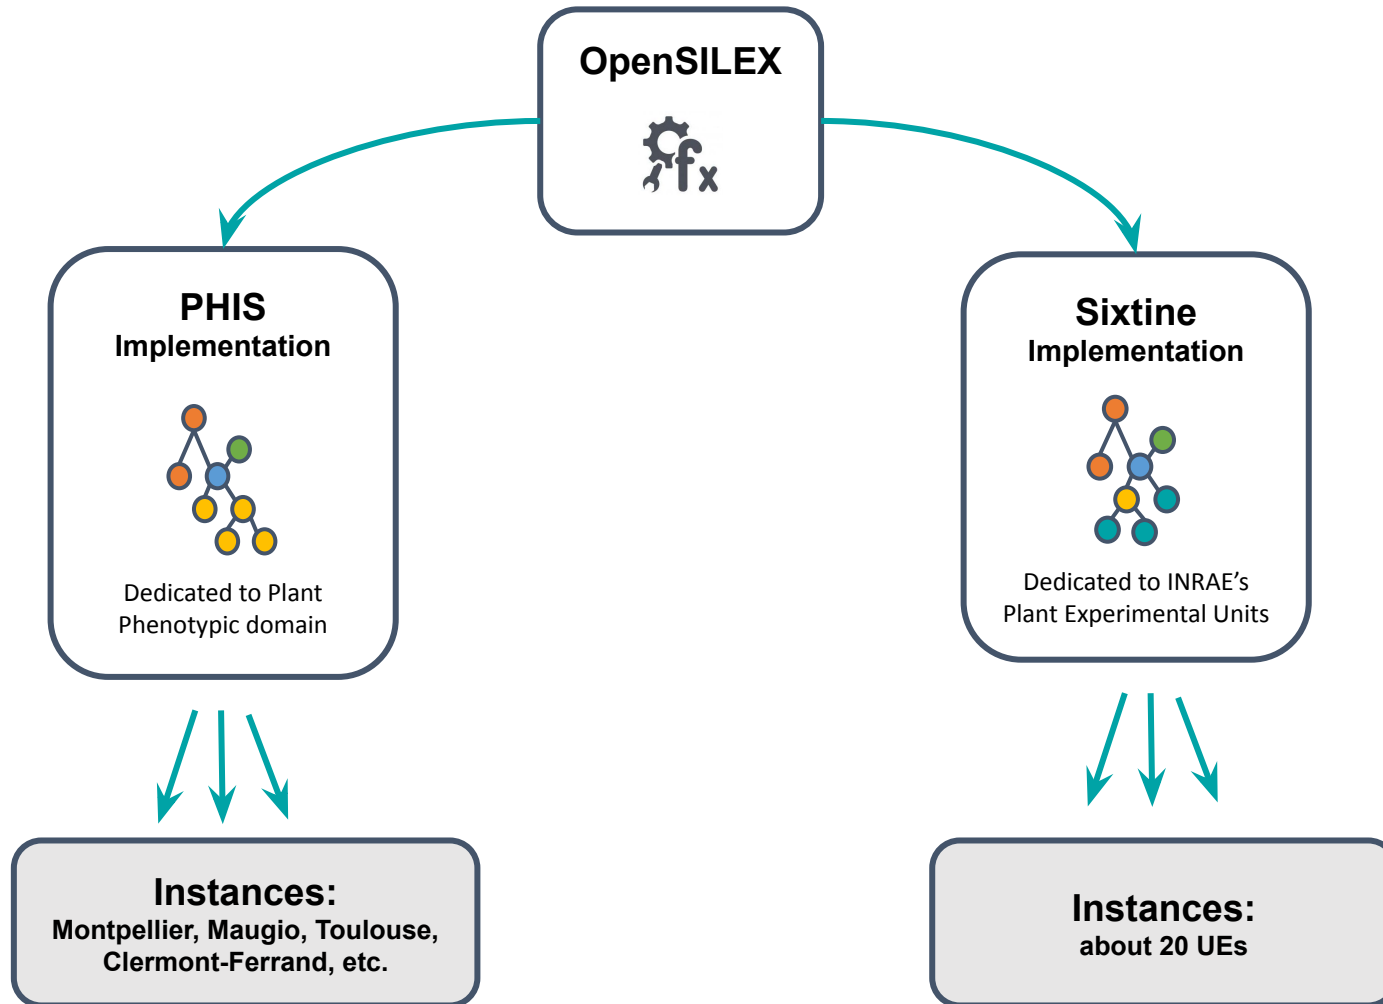 OpenSILEX
fx
PHIS
Implementation
Dedicated to Plant
Phenotypic domain
Sixtine
Implementation
Dedicated to INRAE’s
Plant Experimental Units
Instances:
Montpellier, Maugio, Toulouse,
Clermont-Ferrand, etc.
Instances:
about 20 UEs